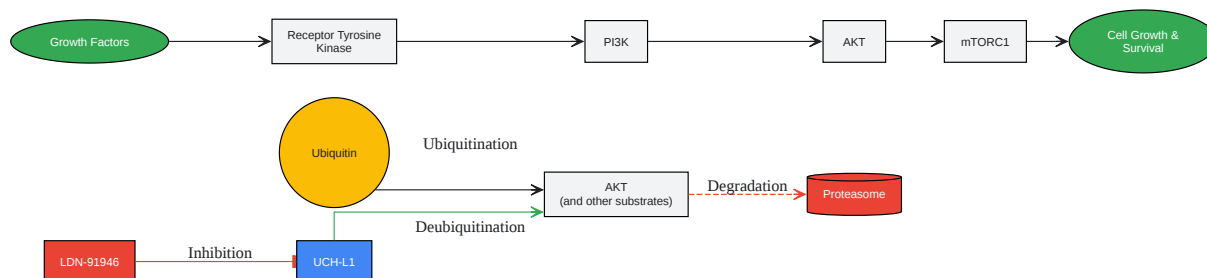 Growth Factors
Receptor Tyrosine
Kinase
PI3K
AKT
mTORC1
Cell Growth &
Survival
Ubiquitin
Ubiquitination
AKT
(and other substrates)
Degradation
Proteasome
Deubiquitination
LDN-91946
Inhibition
UCH-L1